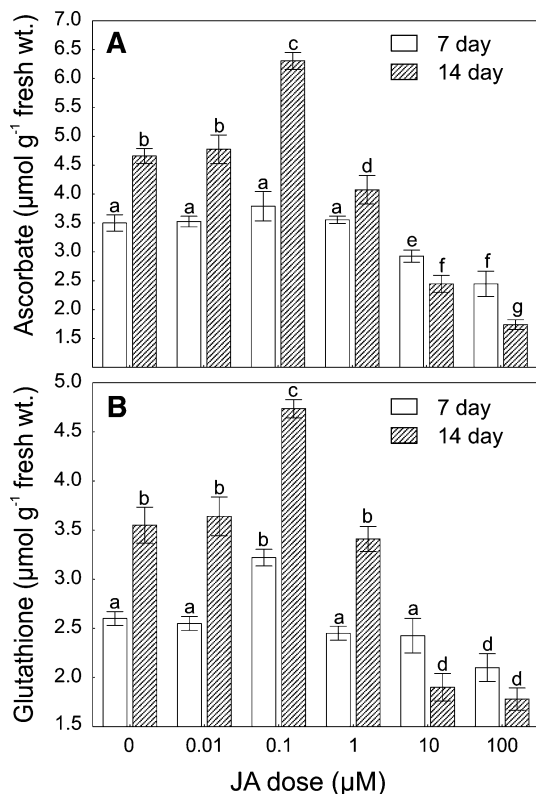 A
7 day
14 day
Ascorbate (µmol g⁻¹ fresh wt.)
7.0
6.5
6.0
5.5
5.0
4.5
4.0
3.5
3.0
2.5
2.0
1.5
a b a b a c a d e f f g
B
7 day
14 day
Glutathione (µmol g⁻¹ fresh wt.)
5.0
4.5
4.0
3.5
3.0
2.5
2.0
1.5
a b a b b c a b a d d d
0 0.01 0.1 1 10 100
JA dose (µM)